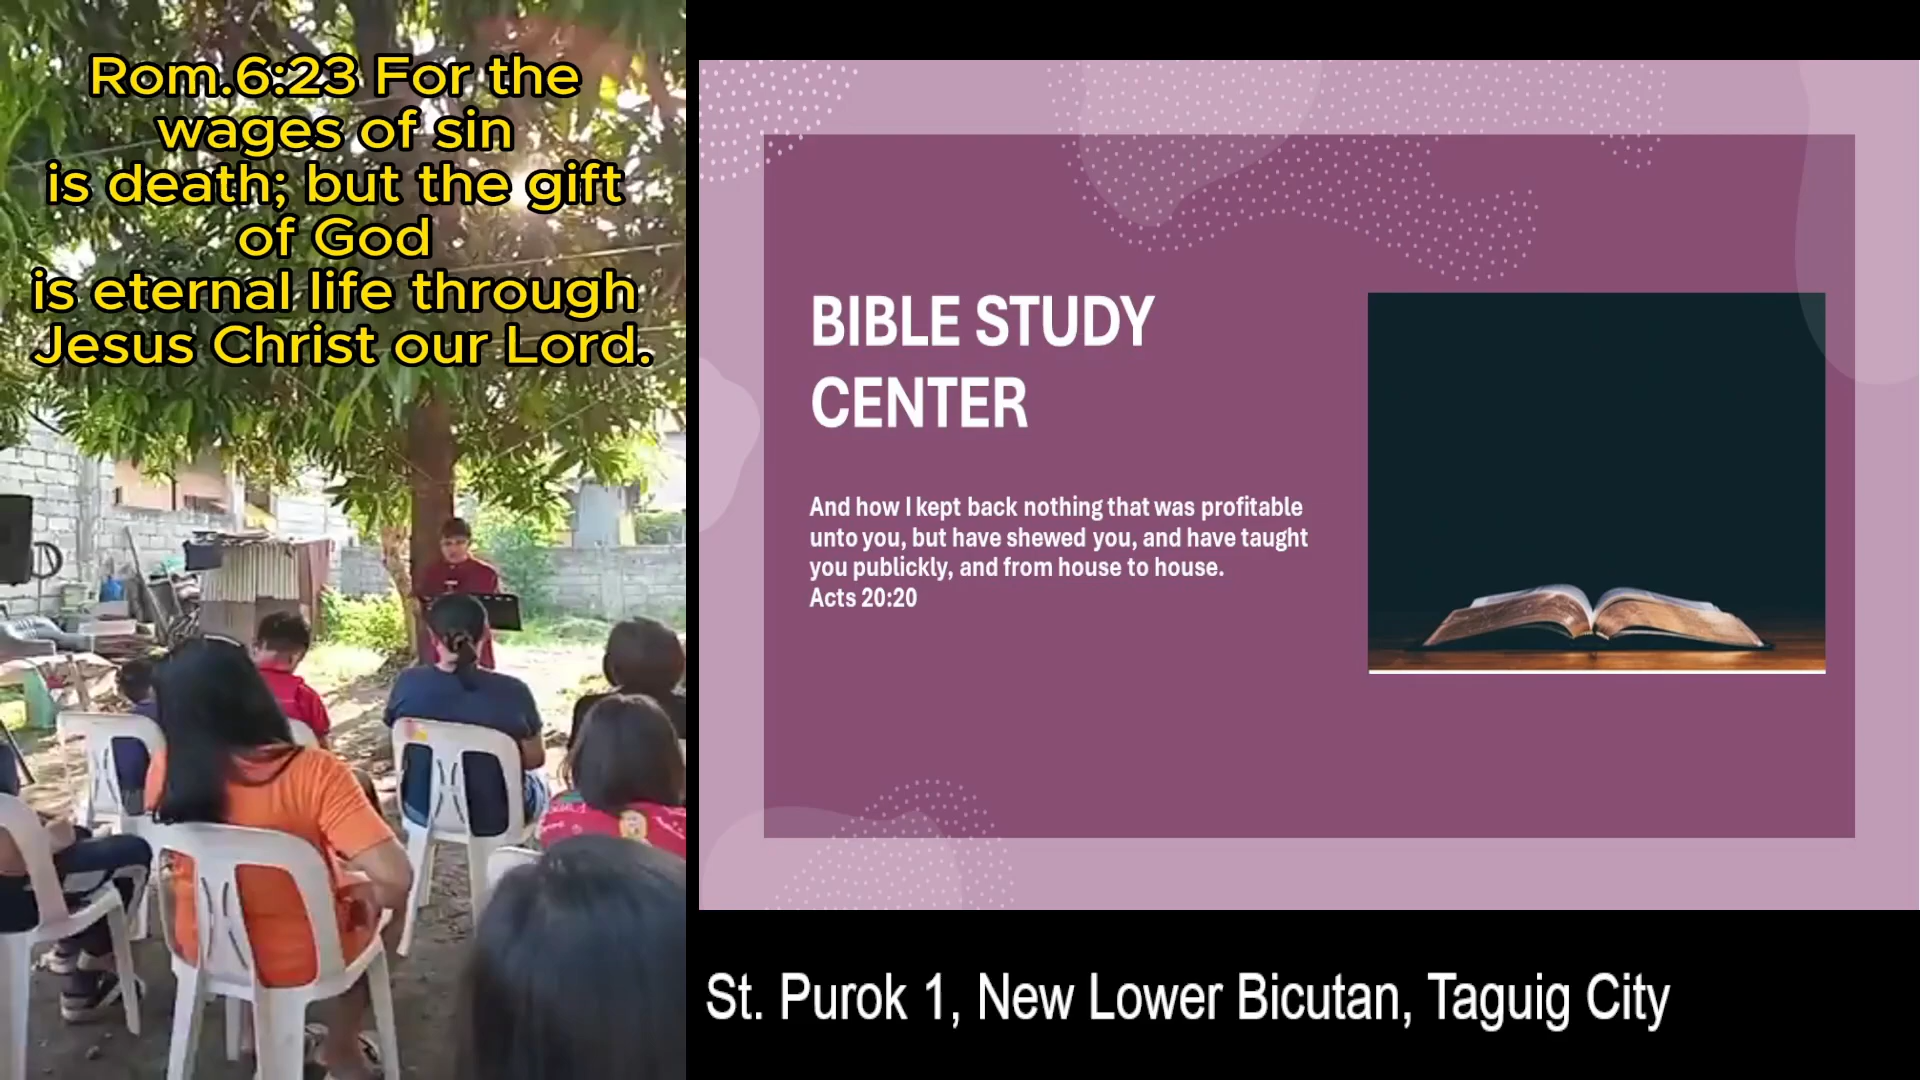 Rom.6:23 For the
wages of sin
is death; but the gift
of God
is eternal life through
Jesus Christ our Lord.
BIBLE STUDY
CENTER
And how I kept back nothing that was profitable
unto you, but have shewed you, and have taught
you publickly, and from house to house.
Acts 20:20
St. Purok 1, New Lower Bicutan, Taguig City